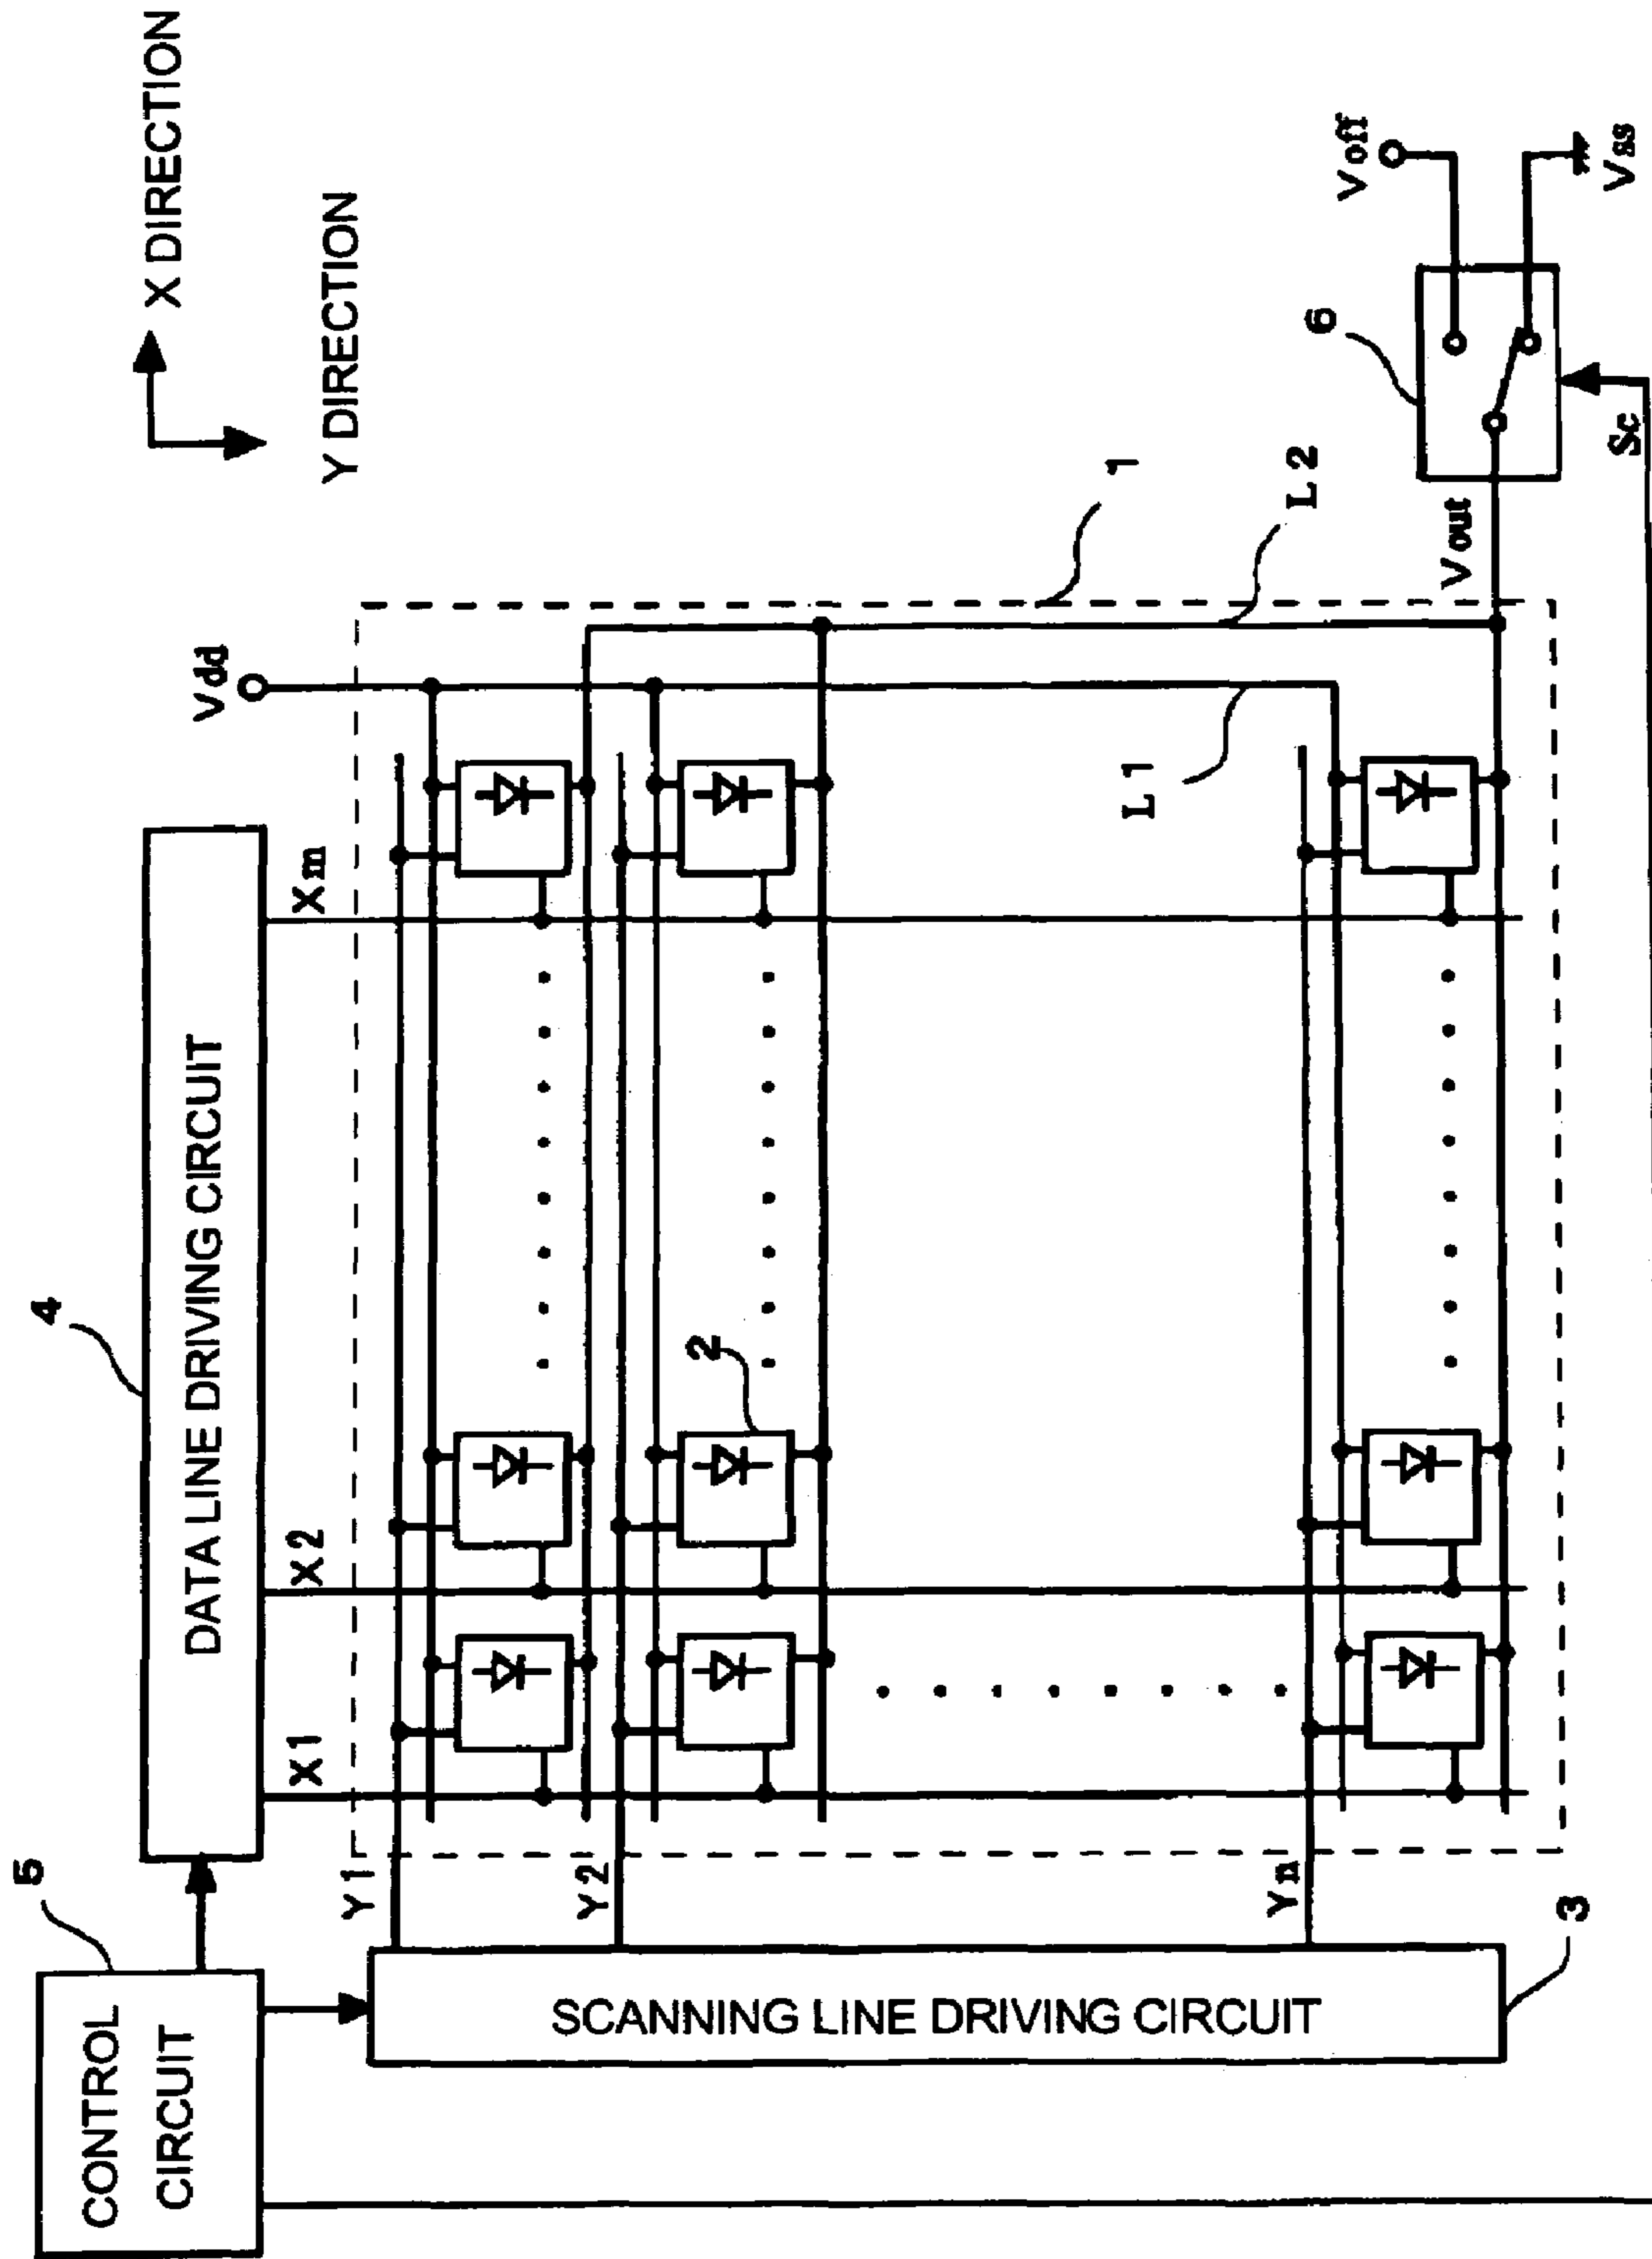 X DIRECTION
Y DIRECTION
5
CONTROL
CIRCUIT
4
DATA LINE DRIVING CIRCUIT
X1
X2
Xm
Vdd
Y1
Y2
Yn
2
SCANNING LINE DRIVING CIRCUIT
3
L1
L2
1
Vout
6
Voff
Vss
Sc